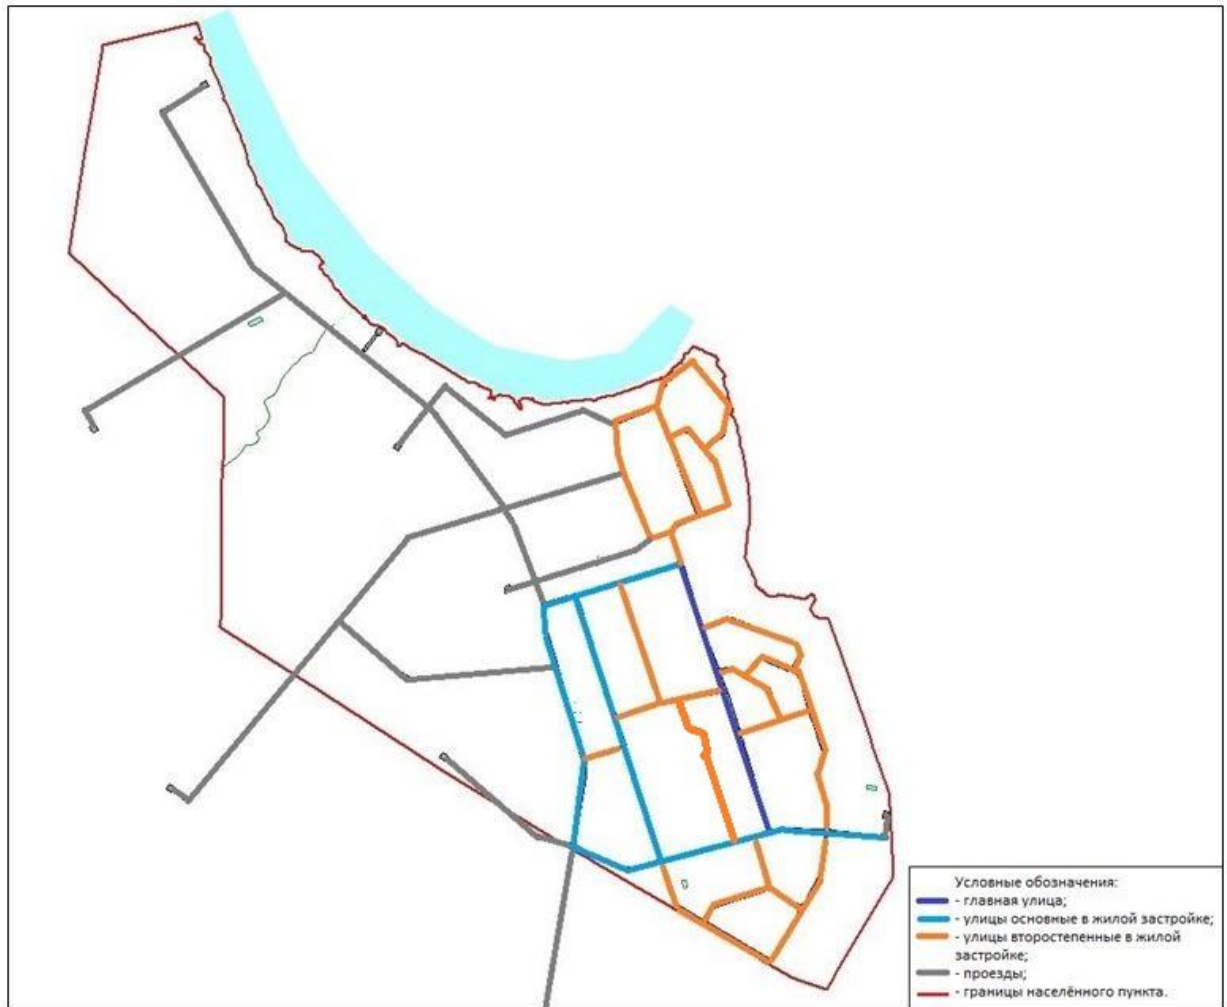 Условные обозначения:
- главная улица;
- улицы основные в жилой застройке;
- улицы второстепенные в жилой
застройке;
- проезды;
- границы населённого пункта.